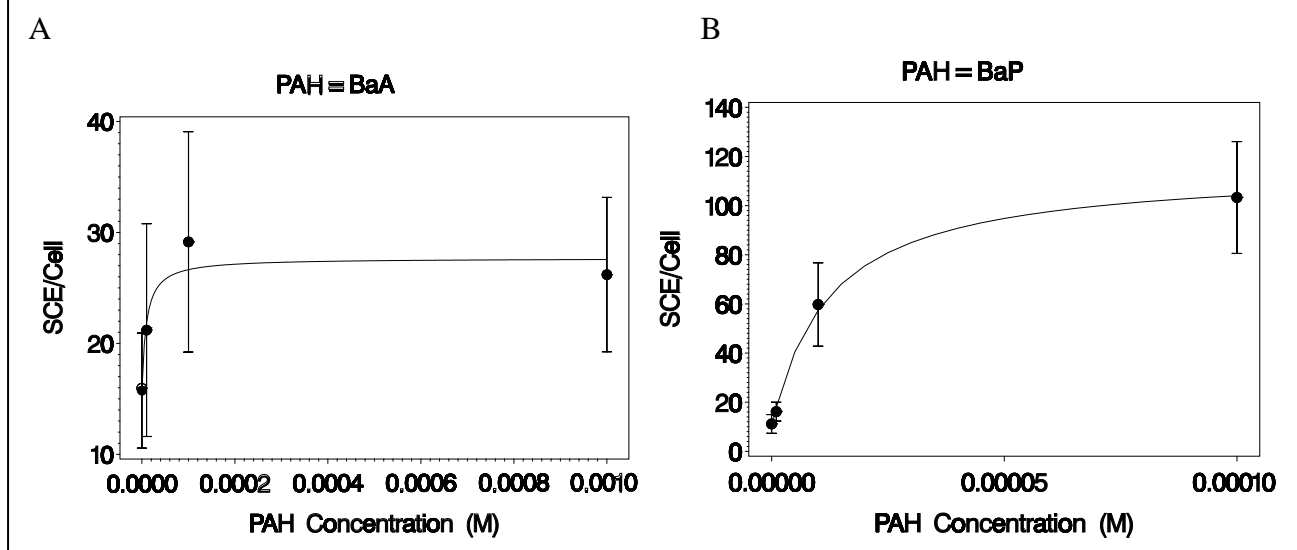 A
PAH = BaA
40
30
20
10
SCE/Cell
0.0000 0.0002 0.0004 0.0006 0.0008 0.0010
PAH Concentration (M)
B
PAH = BaP
140
120
100
80
60
40
20
0
SCE/Cell
0.00000 0.00005 0.00010
PAH Concentration (M)